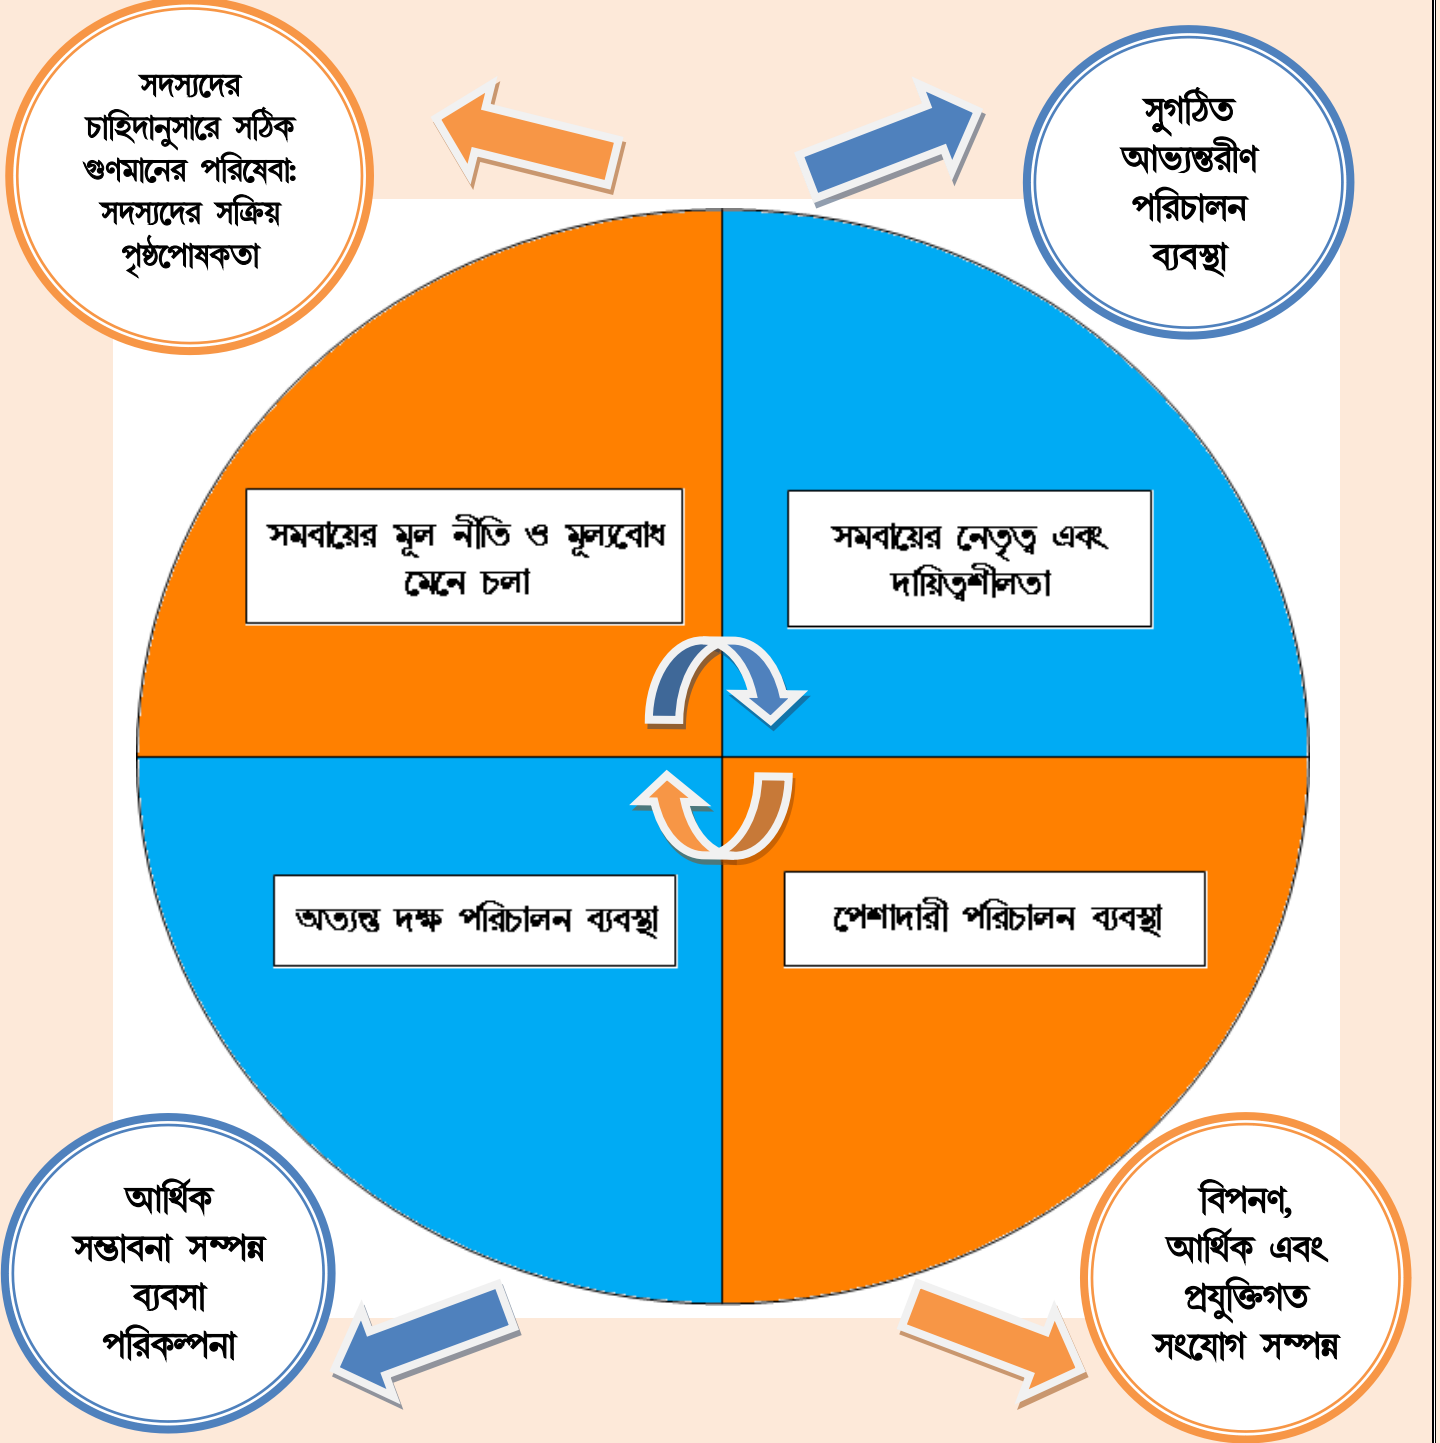 সদস্যদের
চাহিদানুসারে সঠিক
গুণমানের পরিষেবা:
সদস্যদের সক্রিয়
পৃষ্ঠপোষকতা
সুগঠিত
আভ্যন্তরীণ
পরিচালন
ব্যবস্থা
সমবায়ের মূল নীতি ও মূল্যবোধ
মেনে চলা
সমবায়ের নেতৃত্ব এবং
দায়িত্বশীলতা
অত্যন্ত দক্ষ পরিচালন ব্যবস্থা
পেশাদারী পরিচালন ব্যবস্থা
আর্থিক
সম্ভাবনা সম্পন্ন
ব্যবসা
পরিকল্পনা
বিপনণ,
আর্থিক এবং
প্রযুক্তিগত
সংযোগ সম্পন্ন